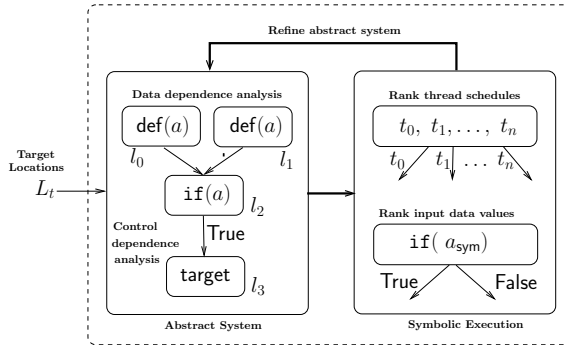 Refine abstract system
Data dependence analysis
def(a) def(a)
l0 l1
if(a)
l2
True
Control
dependence
analysis
target
l3
Abstract System
Target
Locations
Lt
Rank thread schedules
t0, t1, . . . , tn
t0 t1 . . . tn
Rank input data values
if( asym)
True False
Symbolic Execution